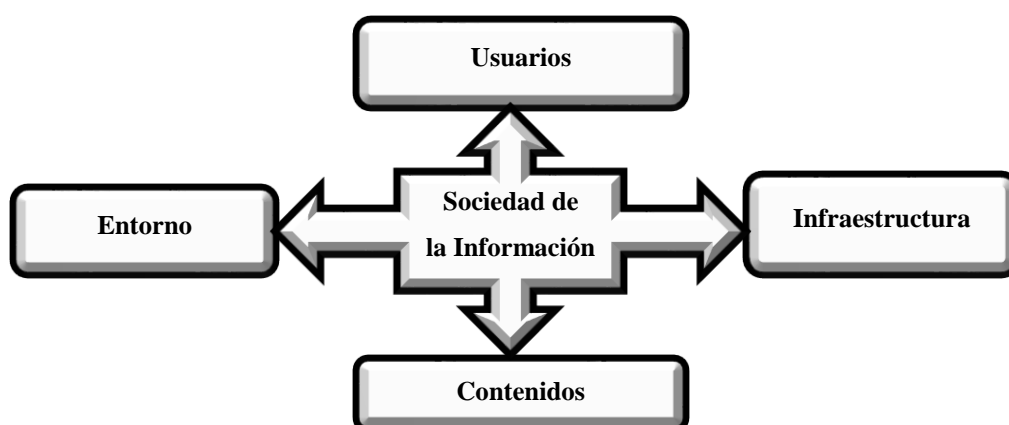 Usuarios
Entorno
Sociedad de
la Información
Infraestructura
Contenidos